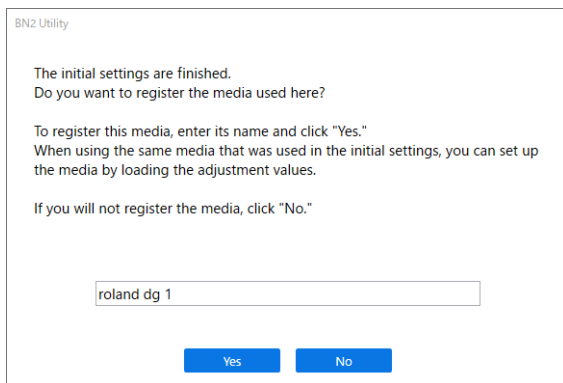 BN2 Utility
The initial settings are finished.
Do you want to register the media used here?
To register this media, enter its name and click "Yes."
When using the same media that was used in the initial settings, you can set up
the media by loading the adjustment values.
If you will not register the media, click "No."
roland dg 1
Yes No